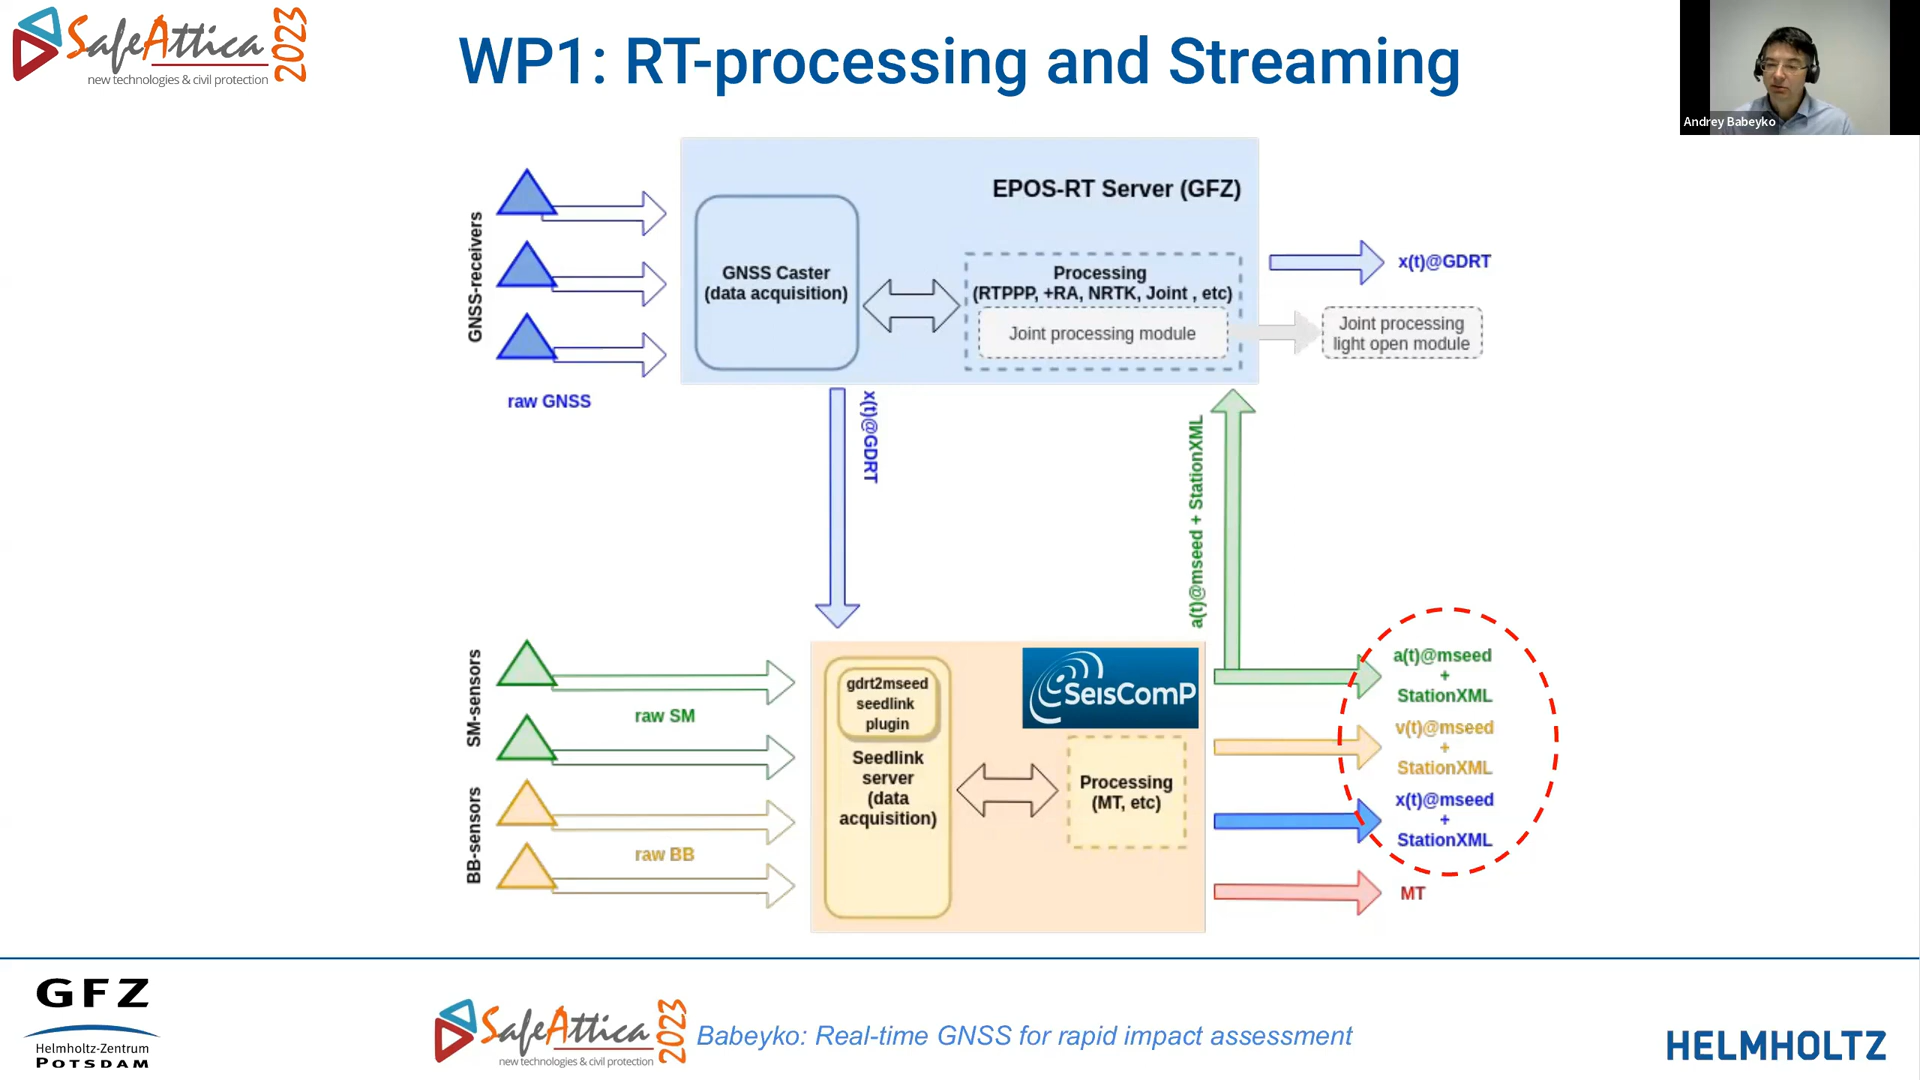 SafeAttica 2023
new technologies & civil protection
WP1: RT-processing and Streaming
Andrey Babeyko
GNSS-receivers
raw GNSS
EPOS-RT Server (GFZ)
GNSS Caster
(data acquisition)
Processing
(RTPPP, +RA, NRTK, Joint , etc)
Joint processing module
x(t)@GDRT
Joint processing
light open module
x(t)@GDRT
a(t)@mseed + StationXML
SM-sensors
raw SM
BB-sensors
raw BB
gdrt2mseed
seedlink
plugin
Seedlink
server
(data
acquisition)
SeisComP
Processing
(MT, etc)
a(t)@mseed
+
StationXML
v(t)@mseed
+
StationXML
x(t)@mseed
+
StationXML
MT
GFZ
Helmholtz-Zentrum
POTSDAM
SafeAttica 2023
new technologies & civil protection
Babeyko: Real-time GNSS for rapid impact assessment
HELMHOLTZ